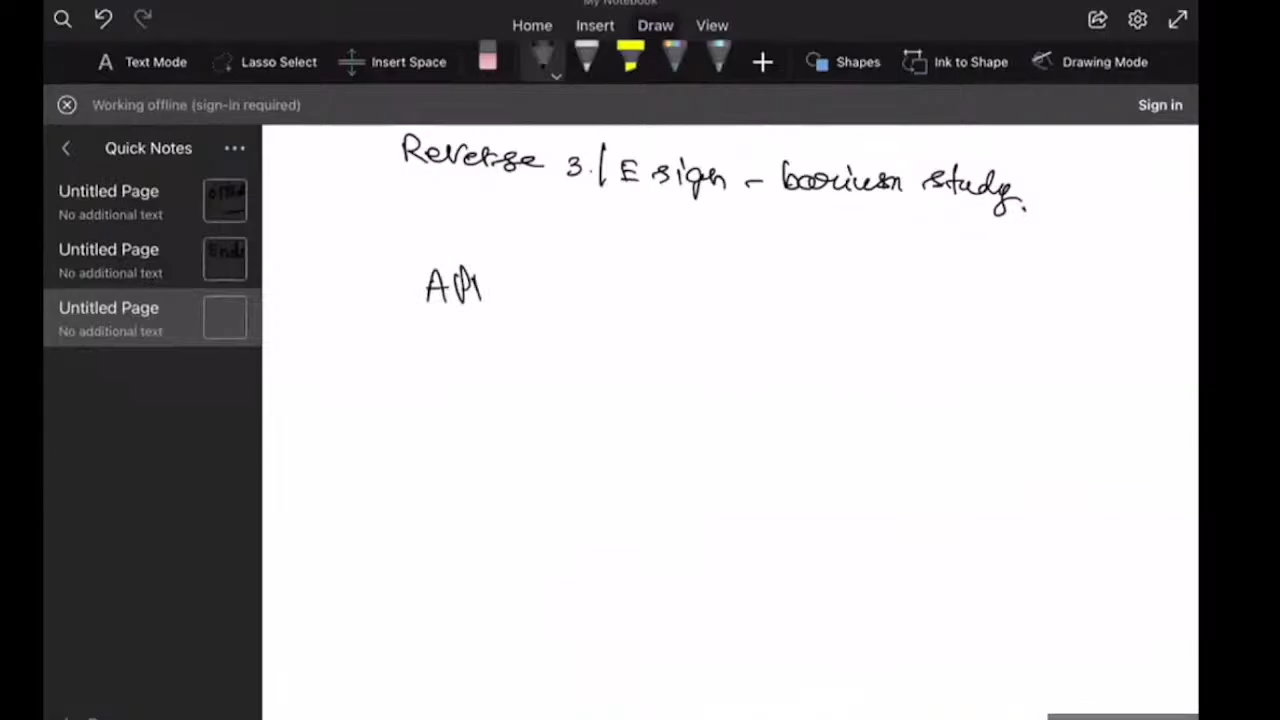 My Notebook
Home Insert Draw View
Text Mode Lasso Select Insert Space Shapes Ink to Shape Drawing Mode
Working offline (sign-in required) Sign in
Quick Notes
Untitled Page
No additional text
Untitled Page
No additional text
Untitled Page
No additional text
Reverse 3 / E sign - barium study.